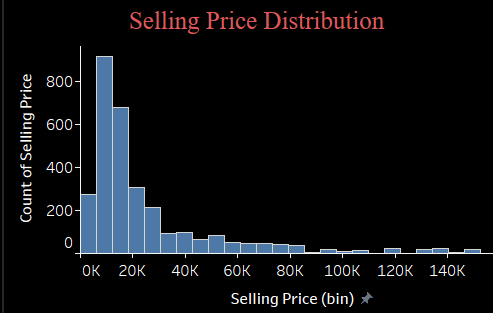 Selling Price Distribution
Count of Selling Price
800
600
400
200
0
0K 20K 40K 60K 80K 100K 120K 140K
Selling Price (bin)